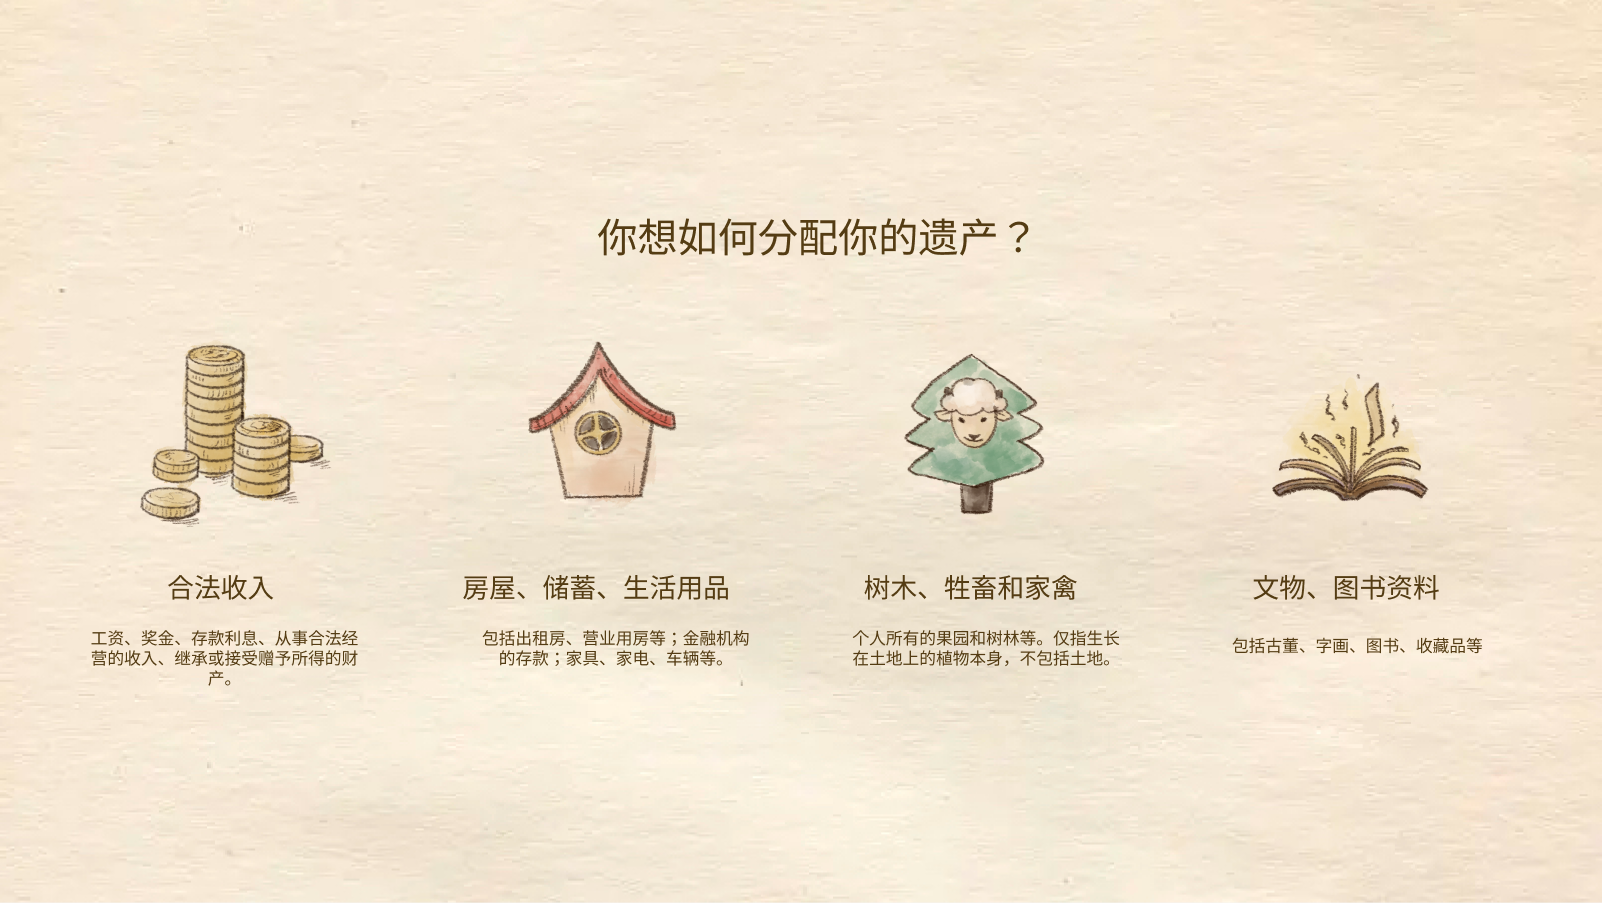 你想如何分配你的遗产？
合法收入
工资、奖金、存款利息、从事合法经
营的收入、继承或接受赠予所得的财
产。
房屋、储蓄、生活用品
包括出租房、营业用房等；金融机构
的存款；家具、家电、车辆等。
树木、牲畜和家禽
个人所有的果园和树林等。仅指生长
在土地上的植物本身，不包括土地。
文物、图书资料
包括古董、字画、图书、收藏品等